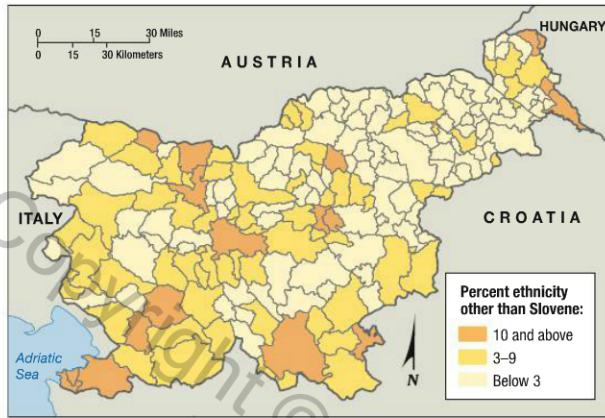 0 15 30 Miles
0 15 30 Kilometers
AUSTRIA
HUNGARY
ITALY
CROATIA
Adriatic
Sea
N
Percent ethnicity
other than Slovene:
10 and above
3–9
Below 3
Copyright ©